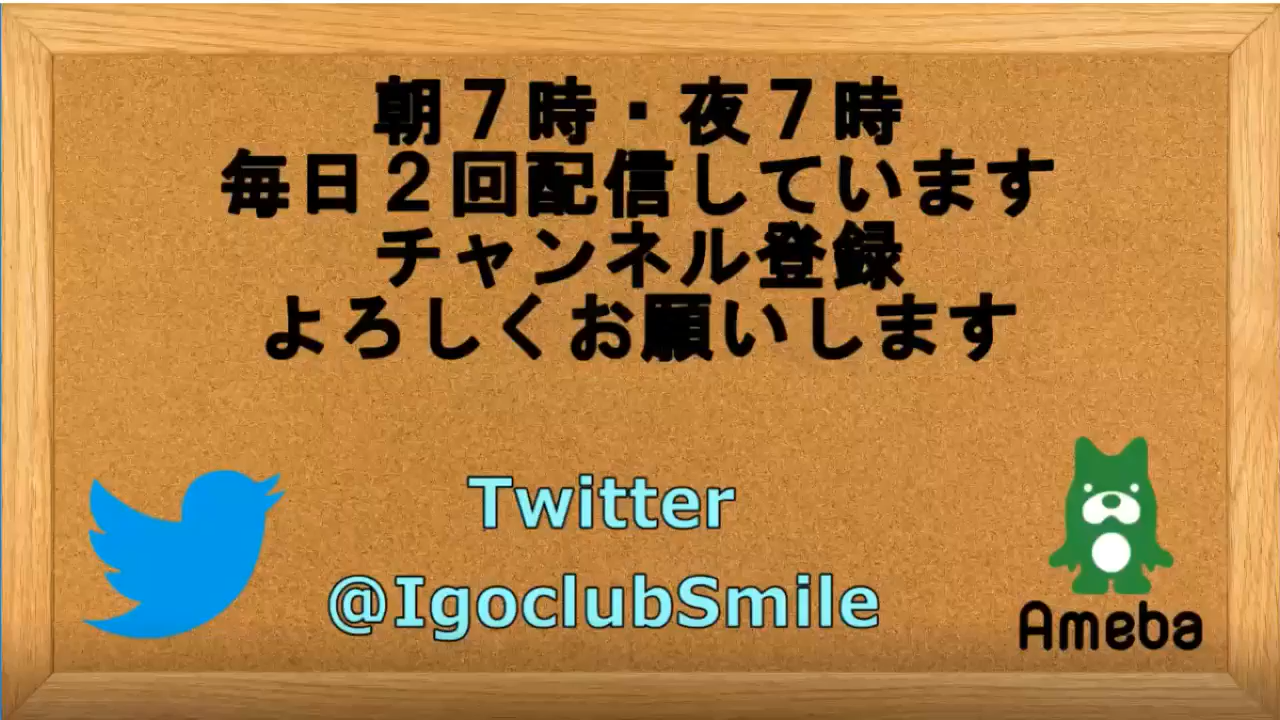 朝７時・夜７時
毎日２回配信しています
チャンネル登録
よろしくお願いします
Twitter
@IgoclubSmile
Ameba